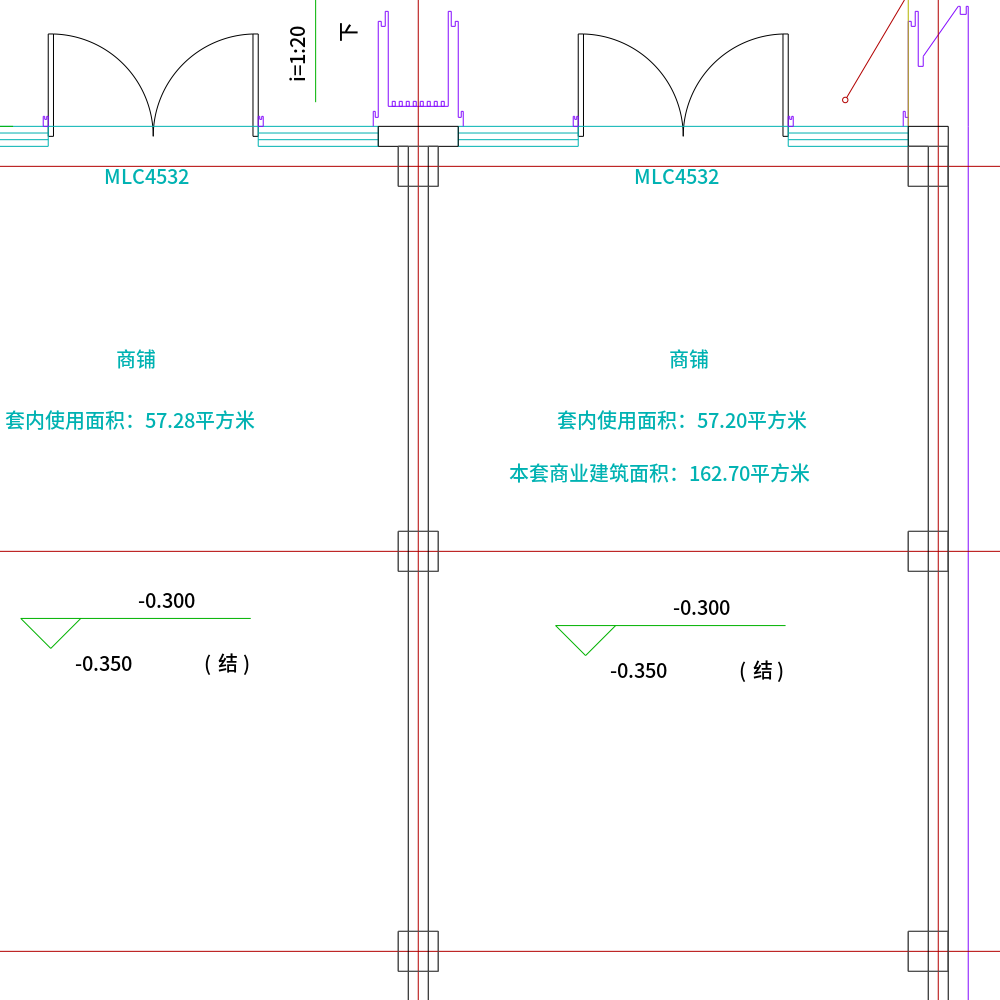 i=1:20
下
MLC4532
MLC4532
商铺
商铺
套内使用面积：57.28平方米
套内使用面积：57.20平方米
本套商业建筑面积：162.70平方米
-0.300
-0.300
-0.350 （结）
-0.350 （结）